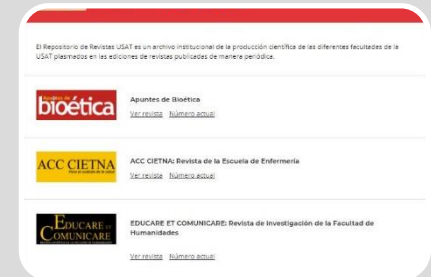 El Repositorio de Revistas USAT es un archivo institucional de la producción científica de las diferentes facultades de la
USAT plasmados en las ediciones de revistas publicadas de manera periódica.
bioética
Apuntes de Bioética
Ver revista Número actual
ACC CIETNA
ACC CIETNA: Revista de la Escuela de Enfermería
Ver revista Número actual
EDUCARE ET
COMUNICARE
EDUCARE ET COMUNICARE: Revista de Investigación de la Facultad de
Humanidades
Ver revista Número actual